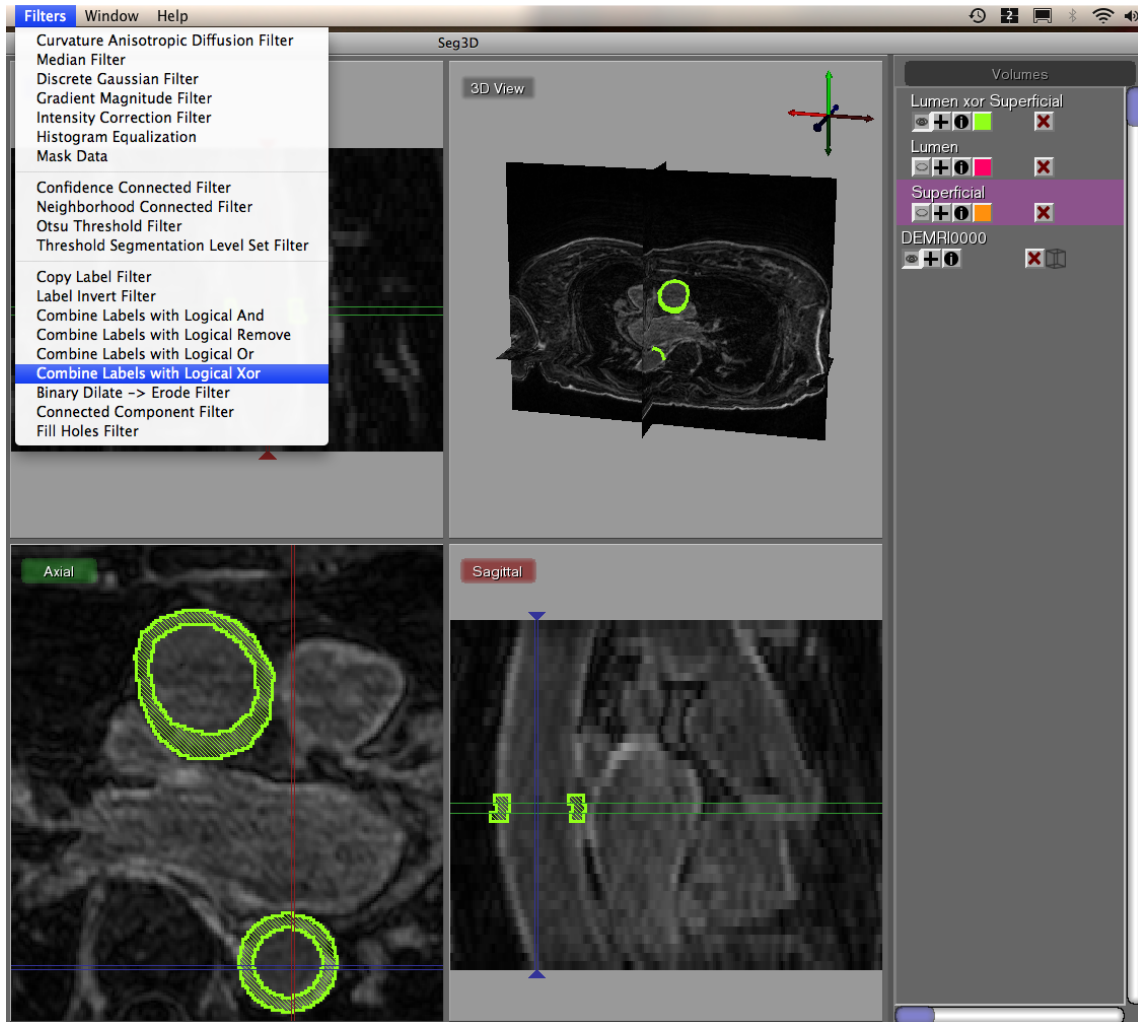 Filters Window Help
2
Seg3D
Curvature Anisotropic Diffusion Filter
Median Filter
Discrete Gaussian Filter
Gradient Magnitude Filter
Intensity Correction Filter
Histogram Equalization
Mask Data
Confidence Connected Filter
Neighborhood Connected Filter
Otsu Threshold Filter
Threshold Segmentation Level Set Filter
Copy Label Filter
Label Invert Filter
Combine Labels with Logical And
Combine Labels with Logical Remove
Combine Labels with Logical Or
Combine Labels with Logical Xor
Binary Dilate -> Erode Filter
Connected Component Filter
Fill Holes Filter
3D View
Volumes
Lumen xor Superficial
Lumen
Superficial
DEMRI0000
Axial
Sagittal